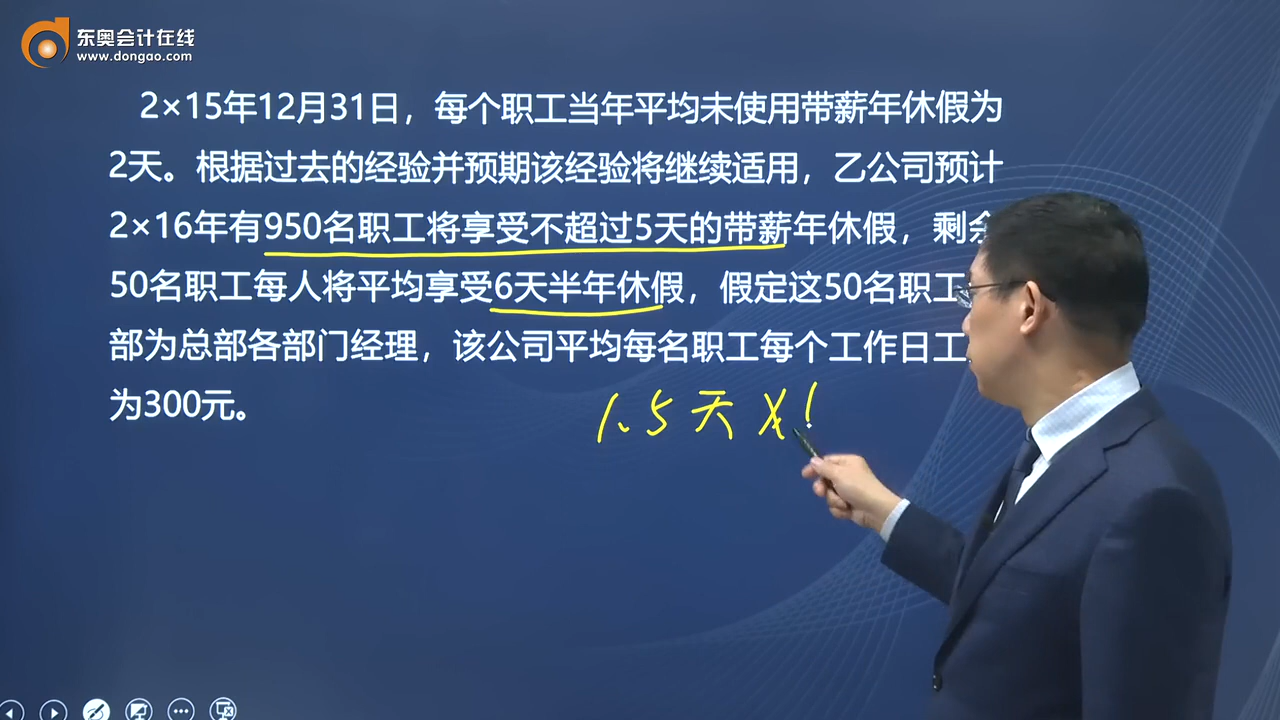 东奥会计在线
www.dongao.com
2×15年12月31日，每个职工当年平均未使用带薪年休假为
2天。根据过去的经验并预期该经验将继续适用，乙公司预计
2×16年有950名职工将享受不超过5天的带薪年休假，剩余
50名职工每人将平均享受6天半年休假，假定这50名职工
部为总部各部门经理，该公司平均每名职工每个工作日工
为300元。
1.5天×